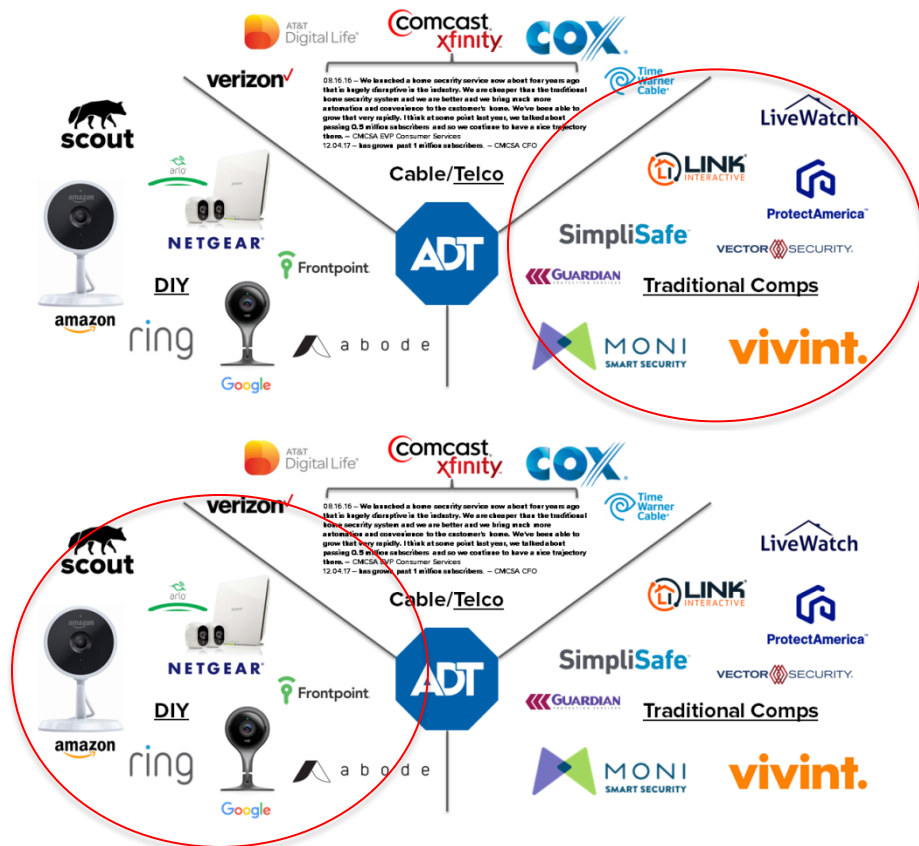 AT&T
Digital Life®
comcast
xfinity
COX®
verizon✓
Time
Warner
Cable®
08.16.16 – We launched a home security service now about four years ago
that is hugely disruptive in the industry. We are cheaper than the traditional
home security system and we are better and we bring much more
automation and convenience to the customer's home. We've been able to
grow that very rapidly. I think at some point last year, we talked about
passing 0.5 million subscribers and so we continue to have a nice trajectory
there. – CMCSA EVP Consumer Services
12.04.17 – has grown past 1 million subscribers. – CMCSA CFO
Cable/Telco
scout
arlo
amazon
NETGEAR®
DIY
Frontpoint
amazon
ring
abode
Google
ADT
LiveWatch
LINK
INTERACTIVE
ProtectAmerica™
SimpliSafe™
VECTOR SECURITY®
GUARDIAN
PROTECTION SERVICES
Traditional Comps
MONI
SMART SECURITY
vivint.
AT&T
Digital Life®
comcast
xfinity
COX®
verizon✓
Time
Warner
Cable®
08.16.16 – We launched a home security service now about four years ago
that is hugely disruptive in the industry. We are cheaper than the traditional
home security system and we are better and we bring much more
automation and convenience to the customer's home. We've been able to
grow that very rapidly. I think at some point last year, we talked about
passing 0.5 million subscribers and so we continue to have a nice trajectory
there. – CMCSA EVP Consumer Services
12.04.17 – has grown past 1 million subscribers. – CMCSA CFO
Cable/Telco
scout
arlo
amazon
NETGEAR®
DIY
Frontpoint
amazon
ring
abode
Google
ADT
LiveWatch
LINK
INTERACTIVE
ProtectAmerica™
SimpliSafe™
VECTOR SECURITY®
GUARDIAN
PROTECTION SERVICES
Traditional Comps
MONI
SMART SECURITY
vivint.